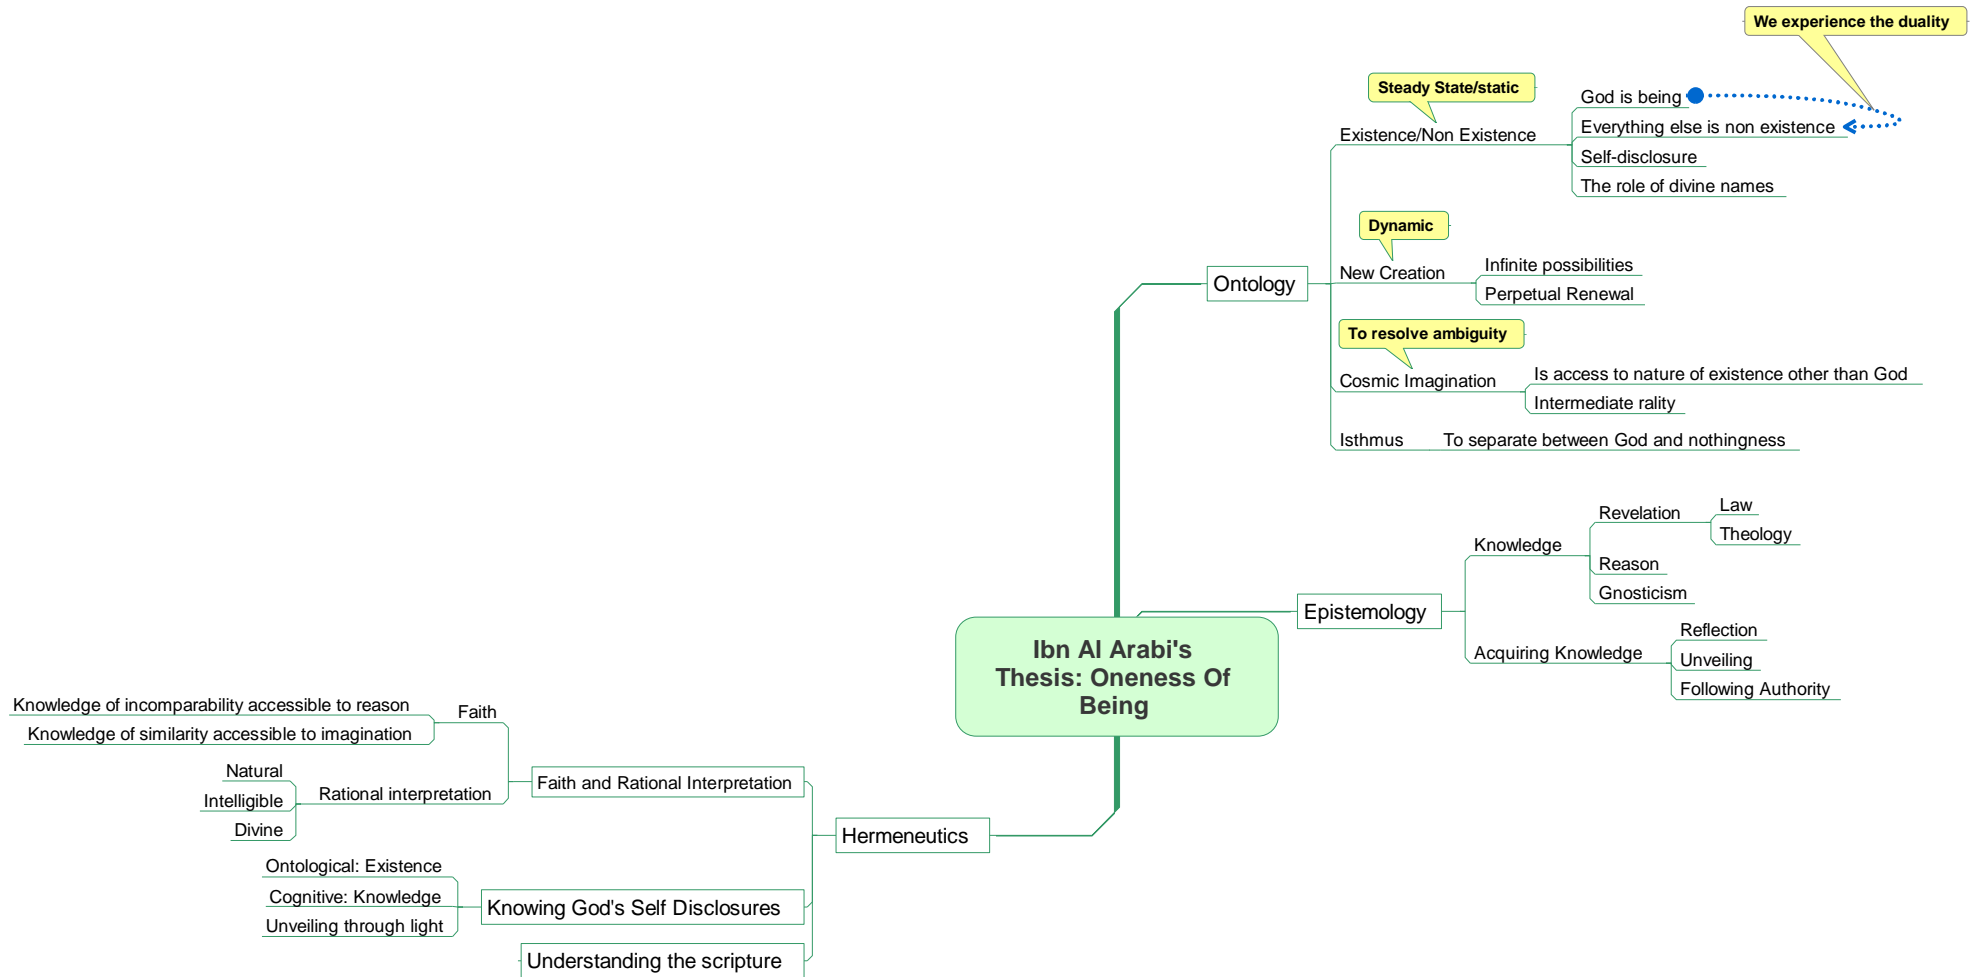 We experience the duality
Steady State/static
God is being
Everything else is non existence
Existence/Non Existence
Self-disclosure
The role of divine names
Dynamic
Infinite possibilities
New Creation
Perpetual Renewal
Ontology
To resolve ambiguity
Is access to nature of existence other than God
Cosmic Imagination
Intermediate rality
Isthmus
To separate between God and nothingness
Law
Revelation
Theology
Knowledge
Reason
Gnosticism
Epistemology
Reflection
Acquiring Knowledge
Unveiling
Following Authority
Ibn Al Arabi's
Thesis: Oneness Of
Being
Knowledge of incomparability accessible to reason
Faith
Knowledge of similarity accessible to imagination
Natural
Faith and Rational Interpretation
Rational interpretation
Intelligible
Divine
Hermeneutics
Ontological: Existence
Cognitive: Knowledge
Knowing God's Self Disclosures
Unveiling through light
Understanding the scripture